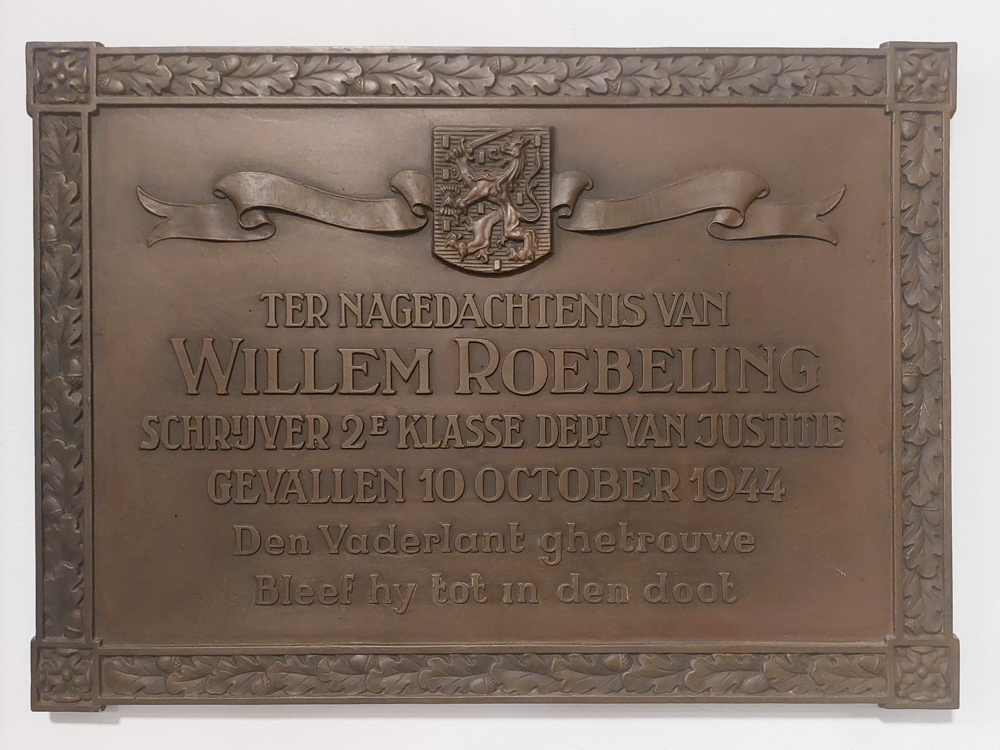 TER NAGEDACHTENIS VAN
WILLEM ROEBELING
SCHRIJVER 2E KLASSE DEP.T VAN JUSTITIE
GEVALLEN 10 OCTOBER 1944
Den Vaderlant ghetrouwe
Bleef hy tot in den doot